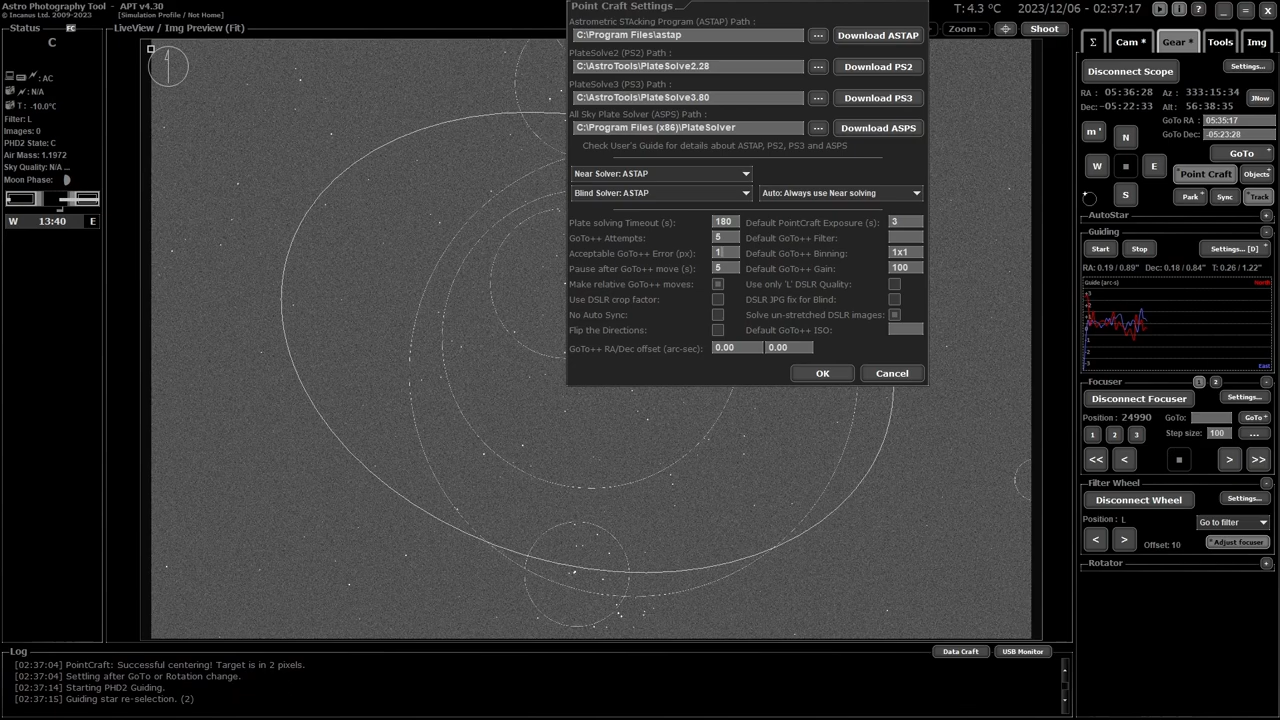 Astro Photography Tool - APT v4.30
© Incanus Ltd. 2009-2023
[Simulation Profile / Not Home]
T: 4.3 °C
2023/12/06 - 02:37:17
Status
C
: AC
: N/A
T : -10.0°C
Filter: L
Images: 0
PHD2 State: C
Air Mass: 1.1972
Sky Quality: N/A ...
Moon Phase:
W 13:40 E
LiveView / Img Preview (Fit)
Zoom -
Shoot
Point Craft Settings
Astrometric STAcking Program (ASTAP) Path :
C:\Program Files\astap ... Download ASTAP
PlateSolve2 (PS2) Path :
C:\AstroTools\PlateSolve2.28 ... Download PS2
PlateSolve3 (PS3) Path :
C:\AstroTools\PlateSolve3.80 ... Download PS3
All Sky Plate Solver (ASPS) Path :
C:\Program Files (x86)\PlateSolver ... Download ASPS
Check User's Guide for details about ASTAP, PS2, PS3 and ASPS
Near Solver: ASTAP
Blind Solver: ASTAP Auto: Always use Near solving
Plate solving Timeout (s): 180 Default PointCraft Exposure (s): 3
GoTo++ Attempts: 5 Default GoTo++ Filter:
Acceptable GoTo++ Error (px): 1 Default GoTo++ Binning: 1x1
Pause after GoTo++ move (s): 5 Default GoTo++ Gain: 100
Make relative GoTo++ moves: Use only 'L' DSLR Quality:
Use DSLR crop factor: DSLR JPG fix for Blind:
No Auto Sync: Solve un-stretched DSLR images:
Flip the Directions: Default GoTo++ ISO:
GoTo++ RA/Dec offset (arc-sec) 0.00 0.00
OK Cancel
Σ Cam * Gear * Tools Img
Disconnect Scope Settings...
RA : 05:36:28 Az : 333:15:34 JNow
Dec: -05:22:33 Alt : 56:38:35
GoTo RA : 05:35:17
GoTo Dec: -05:23:28
m' N GoTo
W E Point Craft Objects
S Park Sync Track
AutoStar
Guiding
Start Stop Settings... [D]
RA: 0.19 / 0.89" Dec: 0.18 / 0.84" T: 0.26 / 1.22"
Guide (arc-s) North
+3
+2
+1
-1
-2
-3
East
Focuser 1 2 -
Disconnect Focuser Settings...
Position : 24990 GoTo: GoTo
1 2 3 Step size: 100 ...
<< < > >>
Filter Wheel
Disconnect Wheel Settings...
Position : L Go to filter
< > Offset: 10 Adjust focuser
Rotator
Log
Data Craft USB Monitor
[02:37:04] PointCraft: Successful centering! Target is in 2 pixels.
[02:37:04] Settling after GoTo or Rotation change.
[02:37:14] Starting PHD2 Guiding.
[02:37:15] Guiding star re-selection. (2)